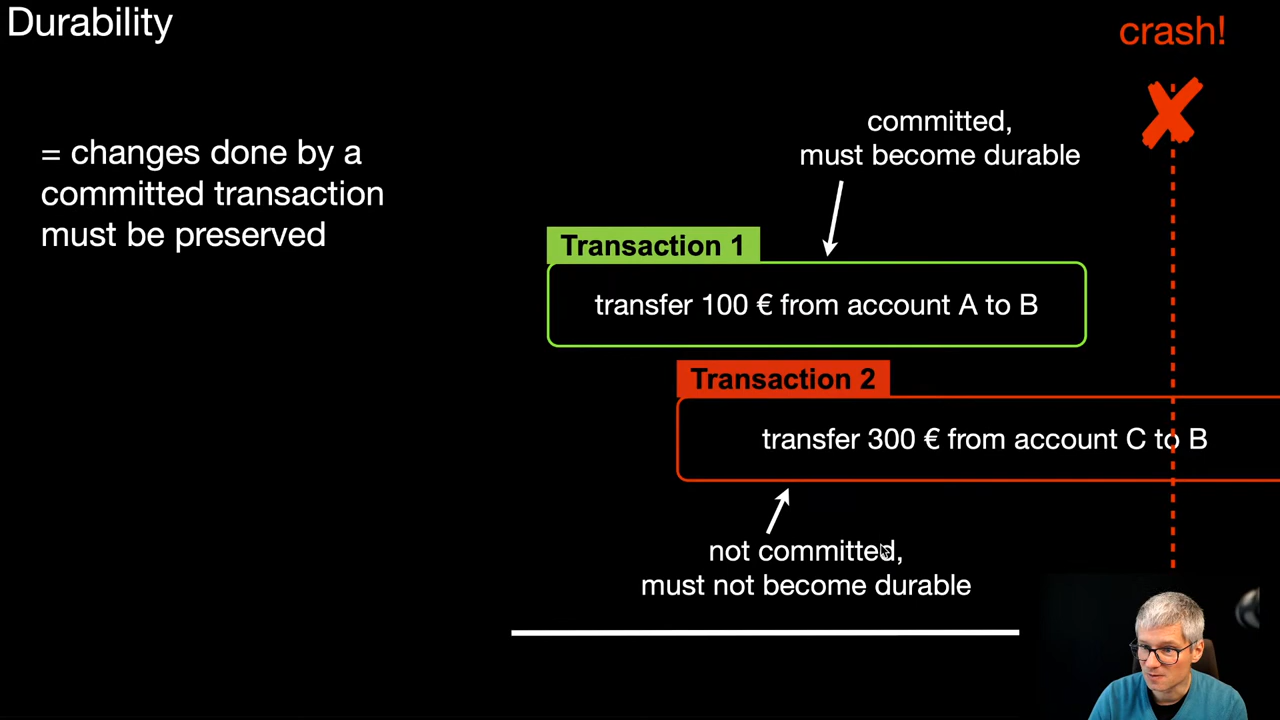 Durability
crash!
= changes done by a
committed transaction
must be preserved
committed,
must become durable
Transaction 1
transfer 100 € from account A to B
Transaction 2
transfer 300 € from account C to B
not committed,
must not become durable